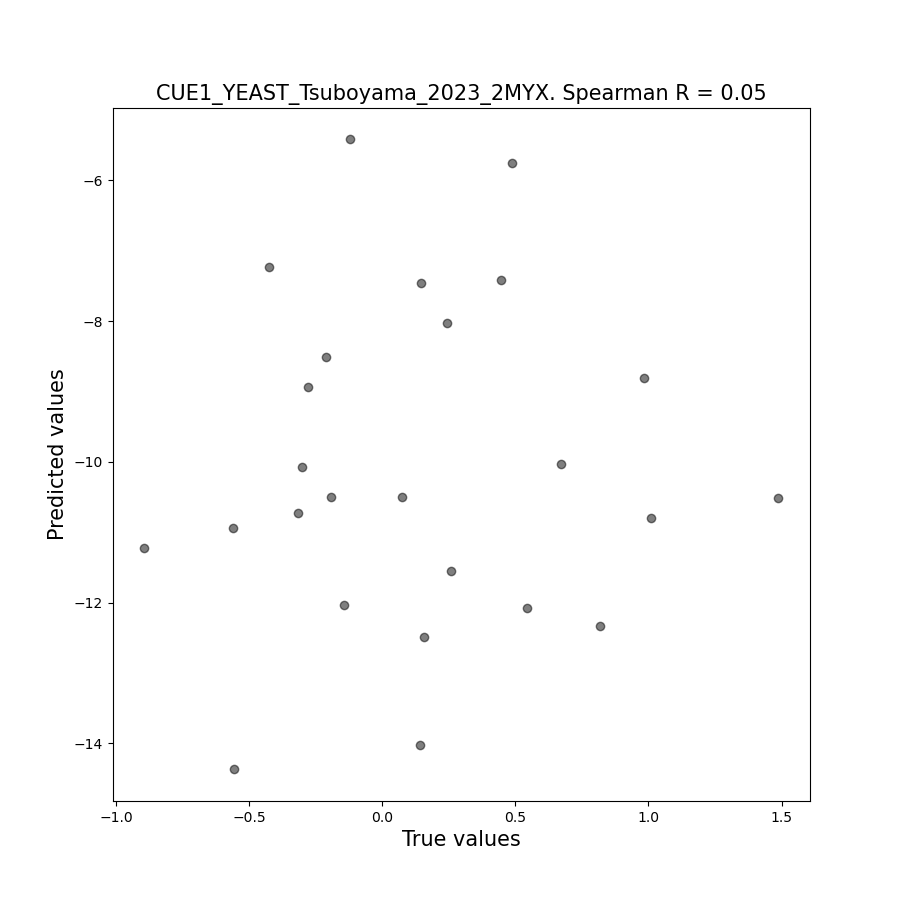 CUE1_YEAST_Tsuboyama_2023_2MYX. Spearman R = 0.05
−6
−8
−10
−12
−14
Predicted values
−1.0 −0.5 0.0 0.5 1.0 1.5
True values